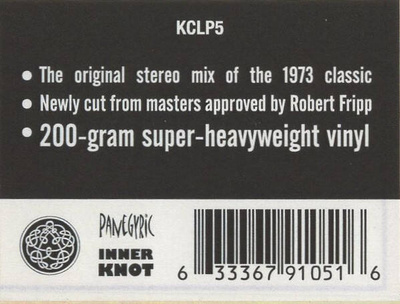 KCLP5
• The original stereo mix of the 1973 classic
• Newly cut from masters approved by Robert Fripp
• 200-gram super-heavyweight vinyl
PANEGYRIC
INNER
KNOT
6 33367 91051 6